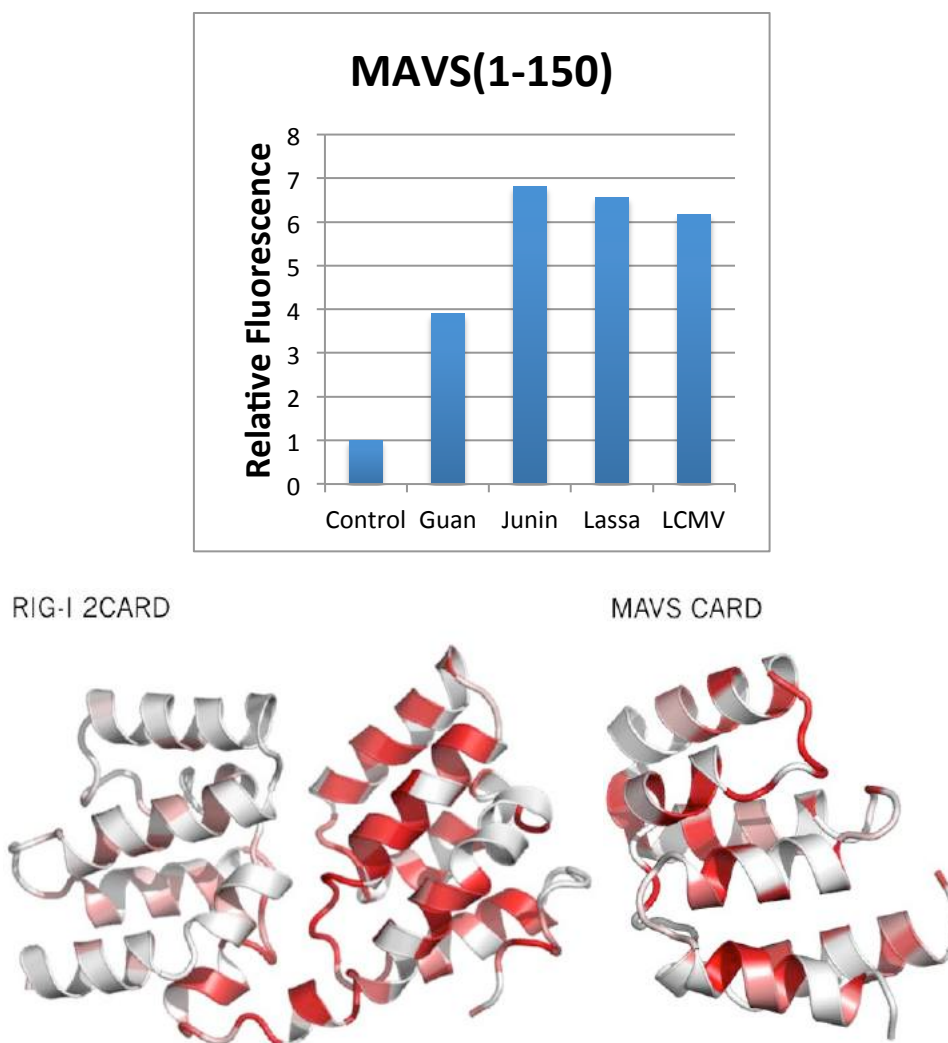 MAVS(1-150)
Relative Fluorescence
8
7
6
5
4
3
2
1
0
Control Guan Junin Lassa LCMV
RIG-I 2CARD MAVS CARD